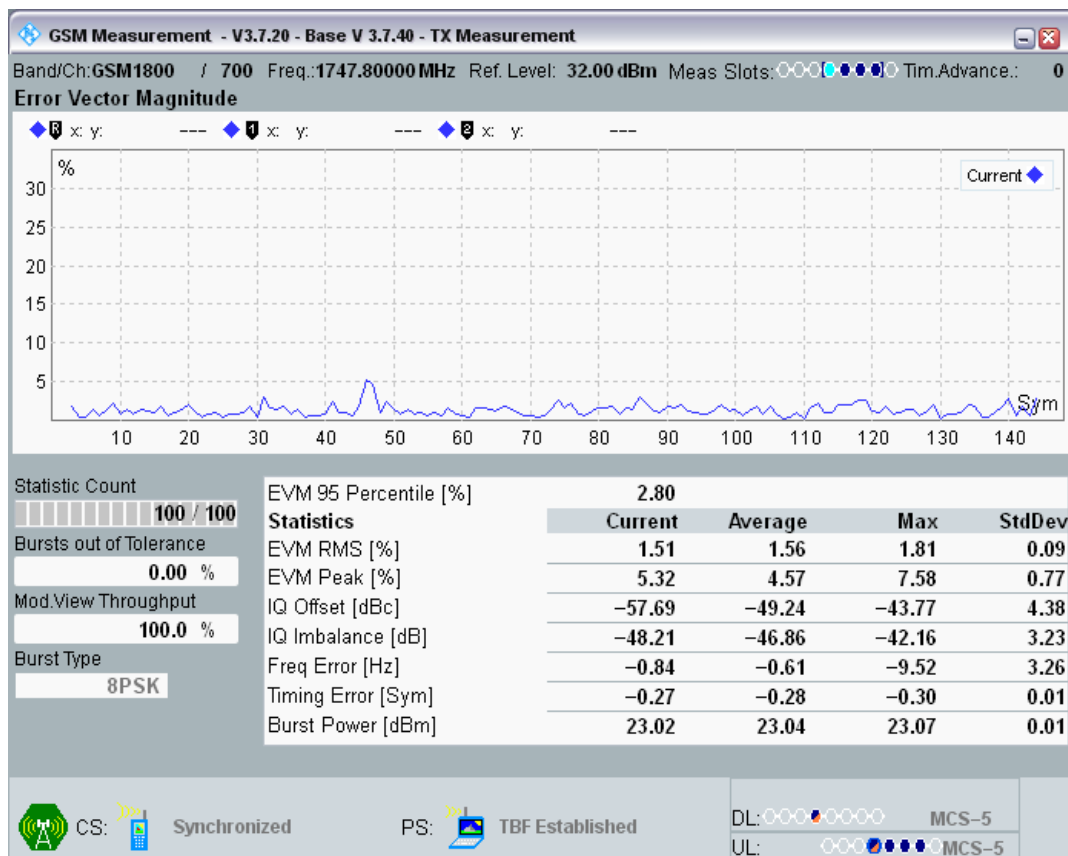 GSM Measurement - V3.7.20 - Base V 3.7.40 - TX Measurement
Band/Ch:GSM1800 / 700 Freq.:1747.80000 MHz Ref. Level: 32.00 dBm Meas Slots: Tim.Advance.: 0
Error Vector Magnitude
R x: y: --- 1 x: y: --- 2 x: y: ---
%
Current
30
25
20
15
10
5
Sym
10 20 30 40 50 60 70 80 90 100 110 120 130 140
Statistic Count
100 / 100
Bursts out of Tolerance
0.00 %
Mod.View Throughput
100.0 %
Burst Type
8PSK
EVM 95 Percentile [%] 2.80
Statistics Current Average Max StdDev
EVM RMS [%] 1.51 1.56 1.81 0.09
EVM Peak [%] 5.32 4.57 7.58 0.77
IQ Offset [dBc] −57.69 −49.24 −43.77 4.38
IQ Imbalance [dB] −48.21 −46.86 −42.16 3.23
Freq Error [Hz] −0.84 −0.61 −9.52 3.26
Timing Error [Sym] −0.27 −0.28 −0.30 0.01
Burst Power [dBm] 23.02 23.04 23.07 0.01
CS: Synchronized PS: TBF Established
DL: MCS−5
UL: MCS−5